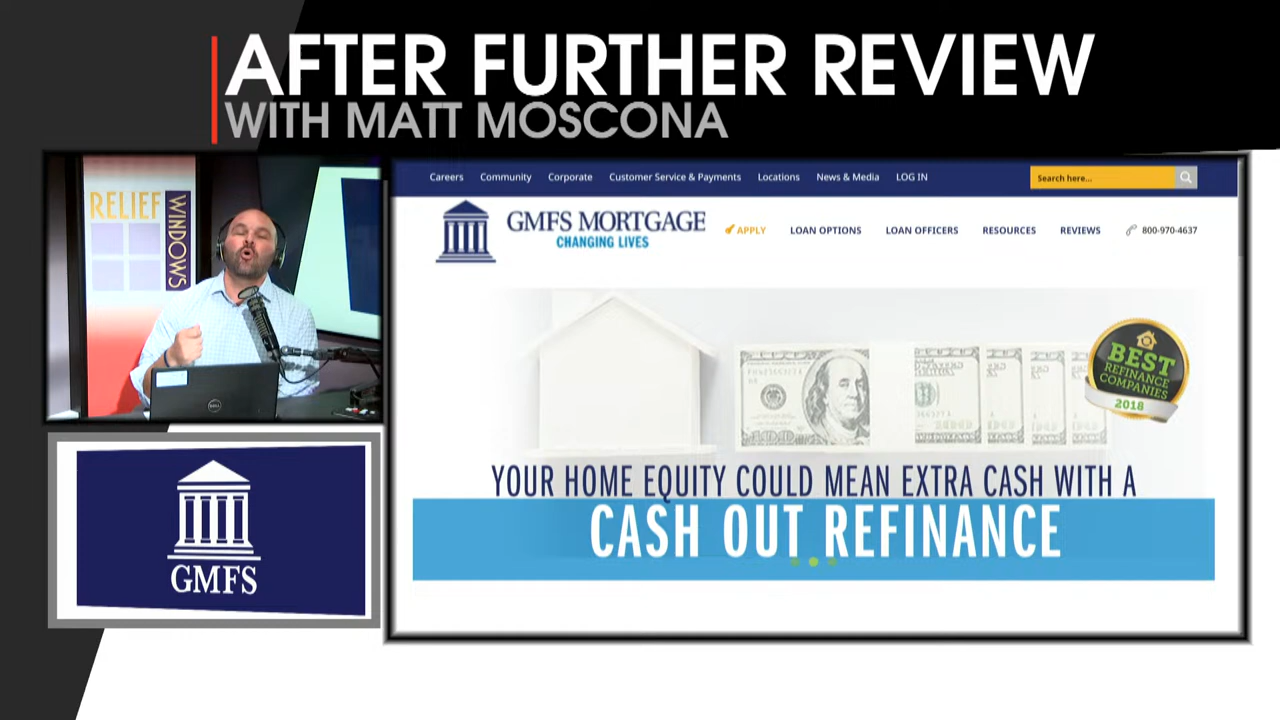 AFTER FURTHER REVIEW
WITH MATT MOSCONA
RELIEF
WINDOWS
DELL
GMFS
Careers Community Corporate Customer Service & Payments Locations News & Media LOG IN
Search here...
GMFS MORTGAGE
CHANGING LIVES
APPLY LOAN OPTIONS LOAN OFFICERS RESOURCES REVIEWS 800-970-4637
BEST
REFINANCE
COMPANIES
2018
YOUR HOME EQUITY COULD MEAN EXTRA CASH WITH A
CASH OUT REFINANCE